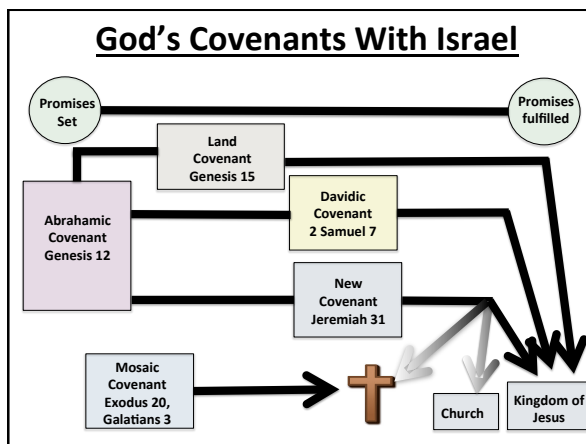 God's Covenants With Israel
Promises
Set
Promises
fulfilled
Land
Covenant
Genesis 15
Abrahamic
Covenant
Genesis 12
Davidic
Covenant
2 Samuel 7
New
Covenant
Jeremiah 31
Mosaic
Covenant
Exodus 20,
Galatians 3
Church
Kingdom of
Jesus